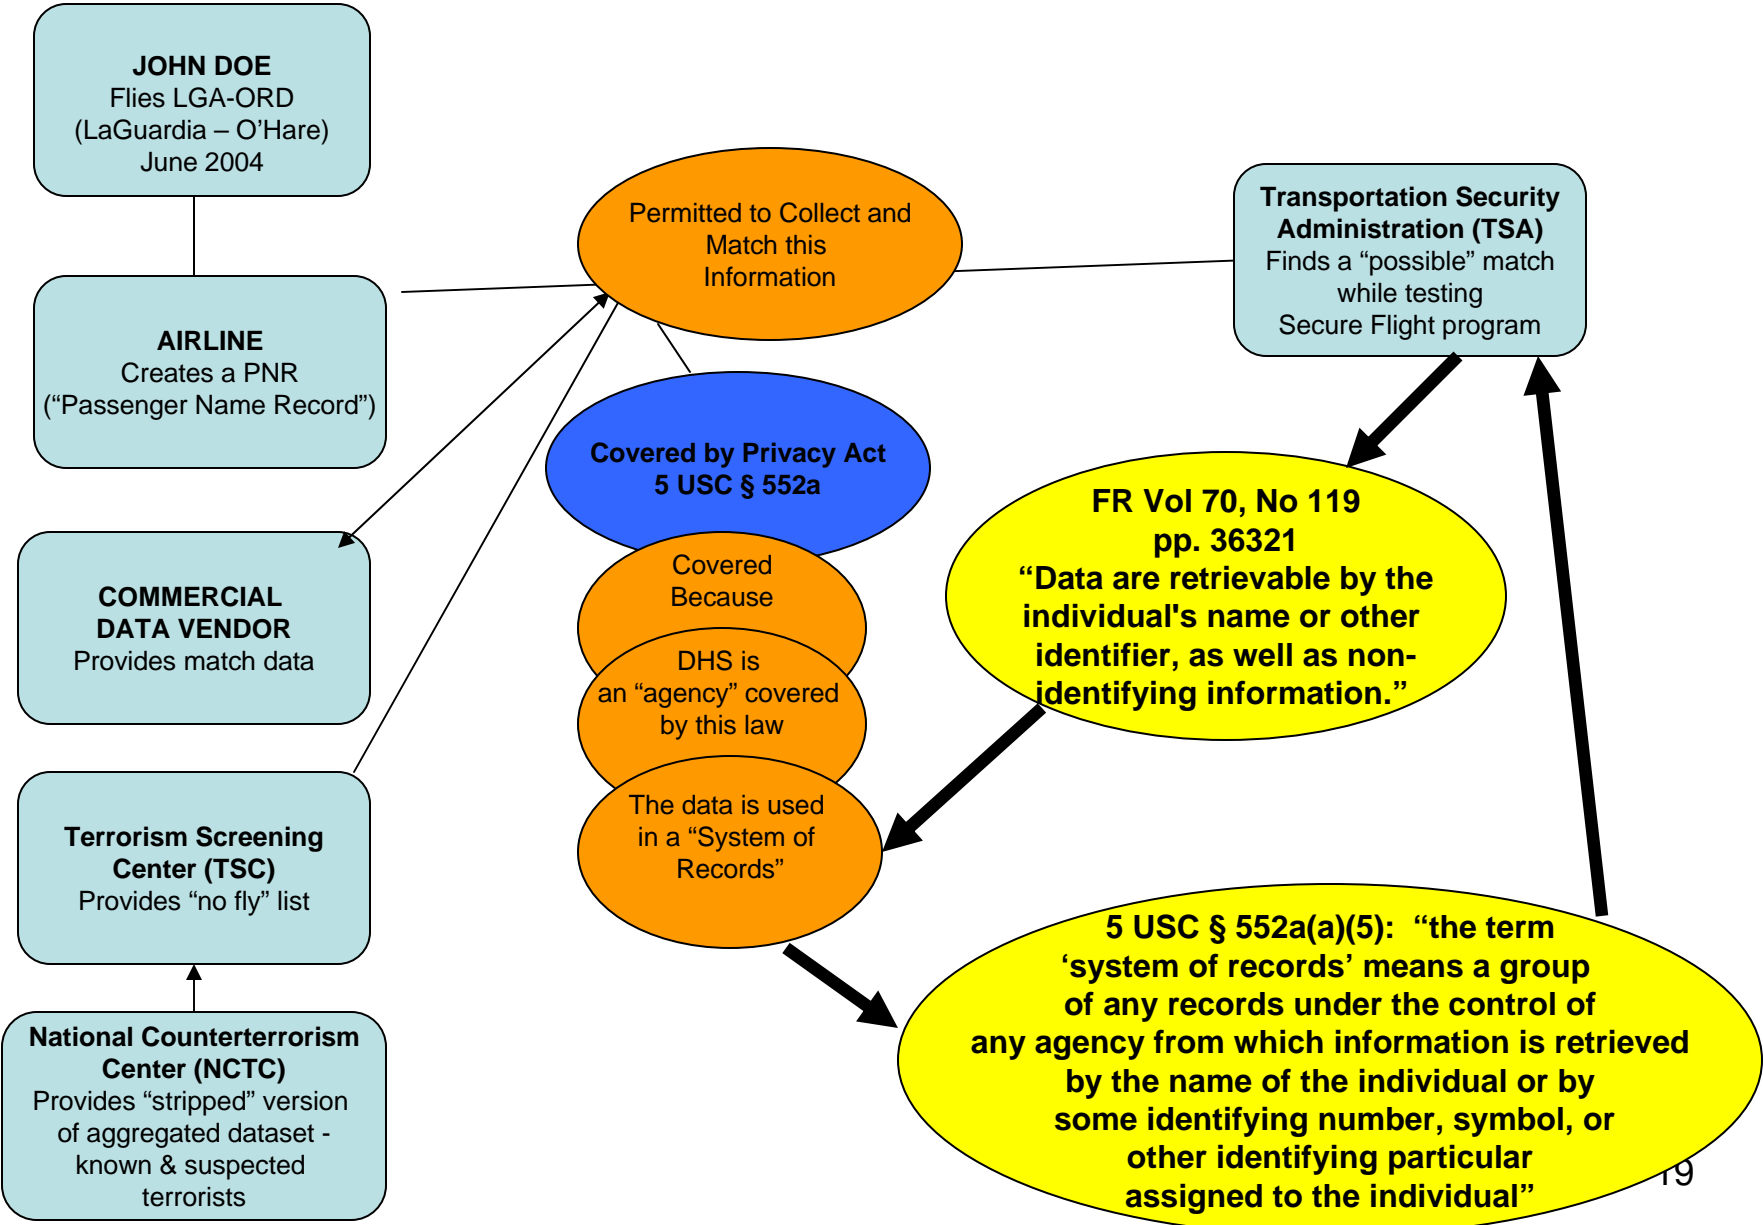 JOHN DOE
Flies LGA-ORD
(LaGuardia – O’Hare)
June 2004
AIRLINE
Creates a PNR
(“Passenger Name Record”)
COMMERCIAL
DATA VENDOR
Provides match data
Terrorism Screening
Center (TSC)
Provides “no fly” list
National Counterterrorism
Center (NCTC)
Provides “stripped” version
of aggregated dataset -
known & suspected
terrorists
Permitted to Collect and
Match this
Information
Covered by Privacy Act
5 USC § 552a
Covered
Because
DHS is
an “agency” covered
by this law
The data is used
in a “System of
Records”
Transportation Security
Administration (TSA)
Finds a “possible” match
while testing
Secure Flight program
FR Vol 70, No 119
pp. 36321
“Data are retrievable by the
individual's name or other
identifier, as well as non-
identifying information.”
5 USC § 552a(a)(5):  “the term
‘system of records’ means a group
of any records under the control of
any agency from which information is retrieved
by the name of the individual or by
some identifying number, symbol, or
other identifying particular
assigned to the individual”
19